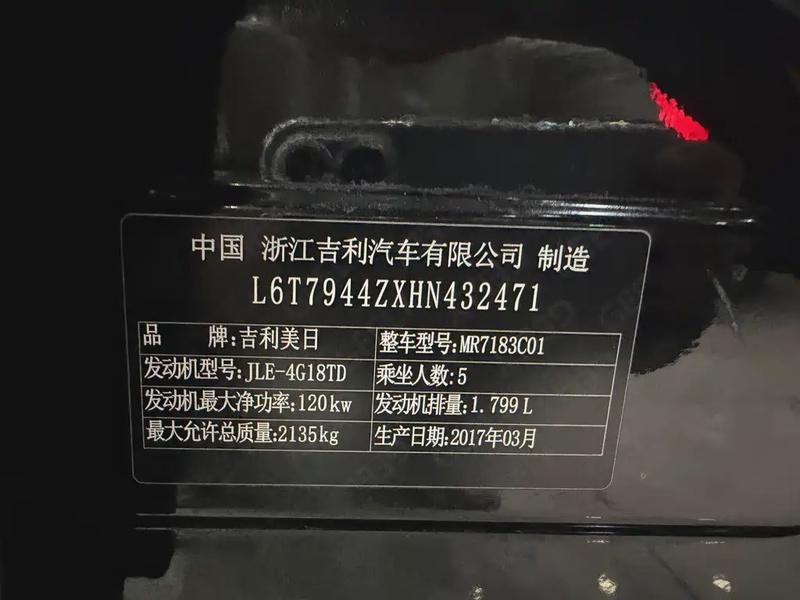 中国 浙江吉利汽车有限公司 制造
L6T7944ZXHN432471
品 牌:吉利美日 整车型号:MR7183C01
发动机型号:JLE-4G18TD 乘坐人数:5
发动机最大净功率:120kw 发动机排量:1.799L
最大允许总质量:2135kg 生产日期:2017年03月